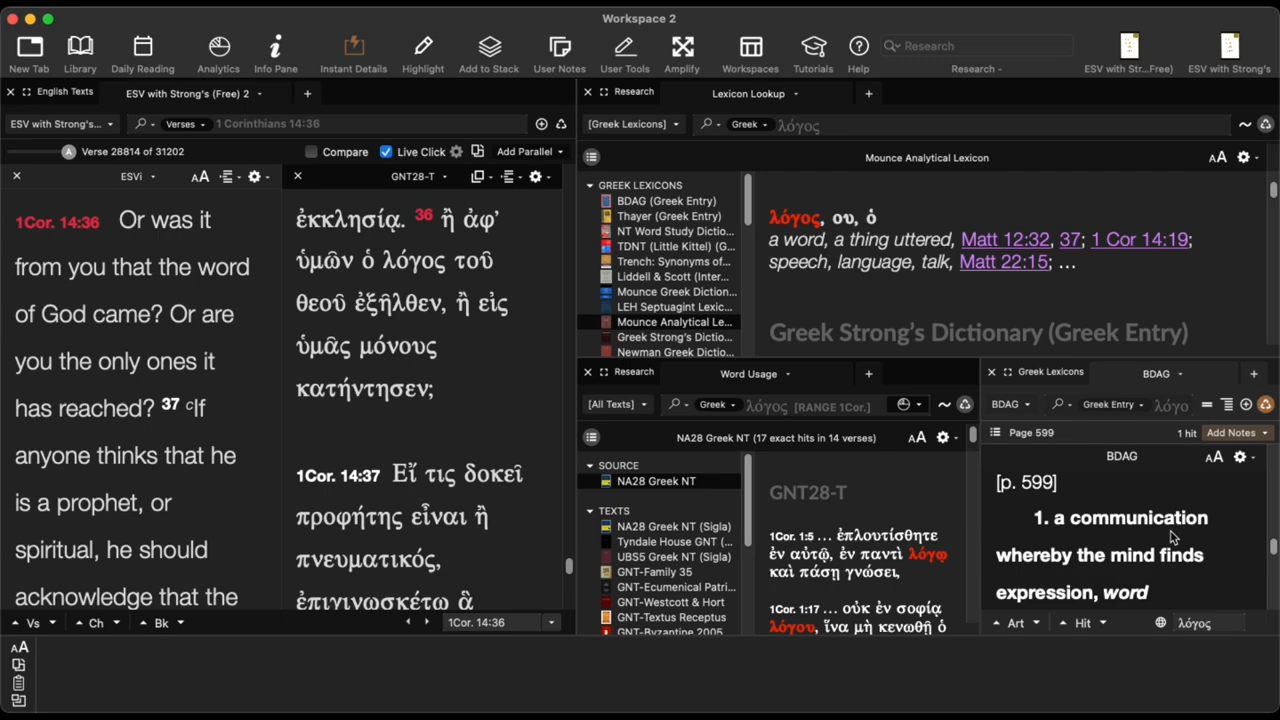 Workspace 2
New Tab
Library
Daily Reading
Analytics
Info Pane
Instant Details
Highlight
Add to Stack
User Notes
User Tools
Amplify
Workspaces
Tutorials
Help
Research
Research
ESV with Str...Free)
ESV with Strong's
English Texts
ESV with Strong's (Free) 2
ESV with Strong's...
Verses
1 Corinthians 14:36
Verse 28814 of 31202
Compare
Live Click
Add Parallel
ESVi
1Cor. 14:36 Or was it
from you that the word
of God came? Or are
you the only ones it
has reached? 37 cIf
anyone thinks that he
is a prophet, or
spiritual, he should
acknowledge that the
GNT28-T
ἐκκλησίᾳ. 36 ἢ ἀφ’
ὑμῶν ὁ λόγος τοῦ
θεοῦ ἐξῆλθεν, ἢ εἰς
ὑμᾶς μόνους
κατήντησεν;
1Cor. 14:37 Εἴ τις δοκεῖ
προφήτης εἶναι ἢ
πνευματικός,
ἐπιγινωσκέτω ἃ
Vs
Ch
Bk
1Cor. 14:36
Research
Lexicon Lookup
[Greek Lexicons]
Greek
λόγος
Mounce Analytical Lexicon
GREEK LEXICONS
BDAG (Greek Entry)
Thayer (Greek Entry)
NT Word Study Dictio...
TDNT (Little Kittel) (G...
Trench: Synonyms of...
Liddell & Scott (Inter...
Mounce Greek Diction...
LEH Septuagint Lexic...
Mounce Analytical Le...
Greek Strong's Dictio...
Newman Greek Dictio...
λόγος, ου, ὁ
a word, a thing uttered, Matt 12:32, 37; 1 Cor 14:19;
speech, language, talk, Matt 22:15; ...
Greek Strong’s Dictionary (Greek Entry)
Research
Word Usage
[All Texts]
Greek
λόγος [RANGE 1Cor.]
NA28 Greek NT (17 exact hits in 14 verses)
SOURCE
NA28 Greek NT
TEXTS
NA28 Greek NT (Sigla)
Tyndale House GNT (...
UBS5 Greek NT (Sigla)
GNT-Family 35
GNT-Ecumenical Patri...
GNT-Westcott & Hort
GNT-Textus Receptus
GNT-Byzantine 2005
GNT28-T
1Cor. 1:5 ... ἐπλουτίσθητε
ἐν αὐτῷ, ἐν παντὶ λόγῳ
καὶ πάσῃ γνώσει,
1Cor. 1:17 ... οὐκ ἐν σοφίᾳ
λόγου, ἵνα μὴ κενωθῇ ὁ
Greek Lexicons
BDAG
BDAG
Greek Entry
λόγο
Page 599
1 hit
Add Notes
BDAG
[p. 599]
1. a communication
whereby the mind finds
expression, word
Art
Hit
λόγος